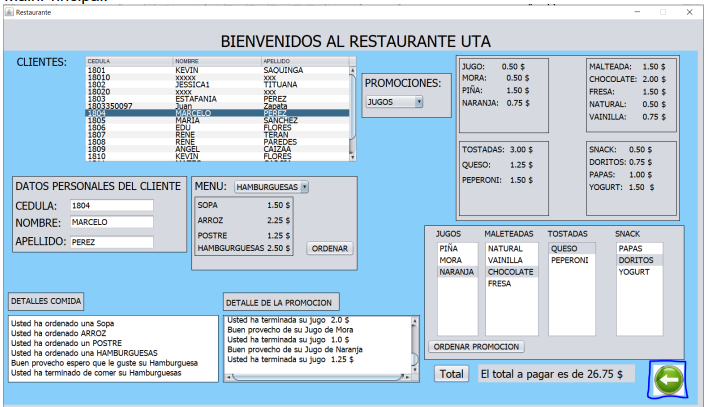 Restaurante
BIENVENIDOS AL RESTAURANTE UTA
CLIENTES:
CEDULA NOMBRE APELLIDO
1801 KEVIN SAQUINGA
18010 xxxxx xxxx
1802 JESSICA1 TITUANA
18020 xxxx xxx
1803 ESTAFANIA PEREZ
1803350097 Juan Zapata
1804 MARCELO PEREZ
1805 MARIA SANCHEZ
1806 EDU FLORES
1807 RENE TERAN
1808 RENE PAREDES
1809 ANGEL CAIZAA
1810 KEVIN FLORES
PROMOCIONES:
JUGOS
JUGO: 0.50 $
MORA: 0.50 $
PIÑA: 1.50 $
NARANJA: 0.75 $
MALTEADA: 1.50 $
CHOCOLATE: 2.00 $
FRESA: 1.50 $
NATURAL: 0.50 $
VAINILLA: 0.75 $
TOSTADAS: 3.00 $
QUESO: 1.25 $
PEPERONI: 1.50 $
SNACK: 0.50 $
DORITOS: 0.75 $
PAPAS: 1.00 $
YOGURT: 1.50 $
DATOS PERSONALES DEL CLIENTE
CEDULA: 1804
NOMBRE: MARCELO
APELLIDO: PEREZ
MENU: HAMBURGUESAS
SOPA 1.50 $
ARROZ 2.25 $
POSTRE 1.25 $
HAMBGURGUESAS 2.50 $
ORDENAR
JUGOS MALETEADAS TOSTADAS SNACK
PIÑA NATURAL QUESO PAPAS
MORA VAINILLA PEPERONI DORITOS
NARANJA CHOCOLATE YOGURT
FRESA
ORDENAR PROMOCION
DETALLES COMIDA
Usted ha ordenado una Sopa
Usted ha ordenado ARROZ
Usted ha ordenado un POSTRE
Usted ha ordenado una HAMBURGUESAS
Buen provecho espero que le guste su Hamburguesa
Usted ha terminado de comer su Hamburguesas
DETALLE DE LA PROMOCION
Usted ha terminada su jugo 2.0 $
Buen provecho de su Jugo de Mora
Usted ha terminada su jugo 1.0 $
Buen provecho de su Jugo de Naranja
Usted ha terminada su jugo 1.25 $
Total El total a pagar es de 26.75 $